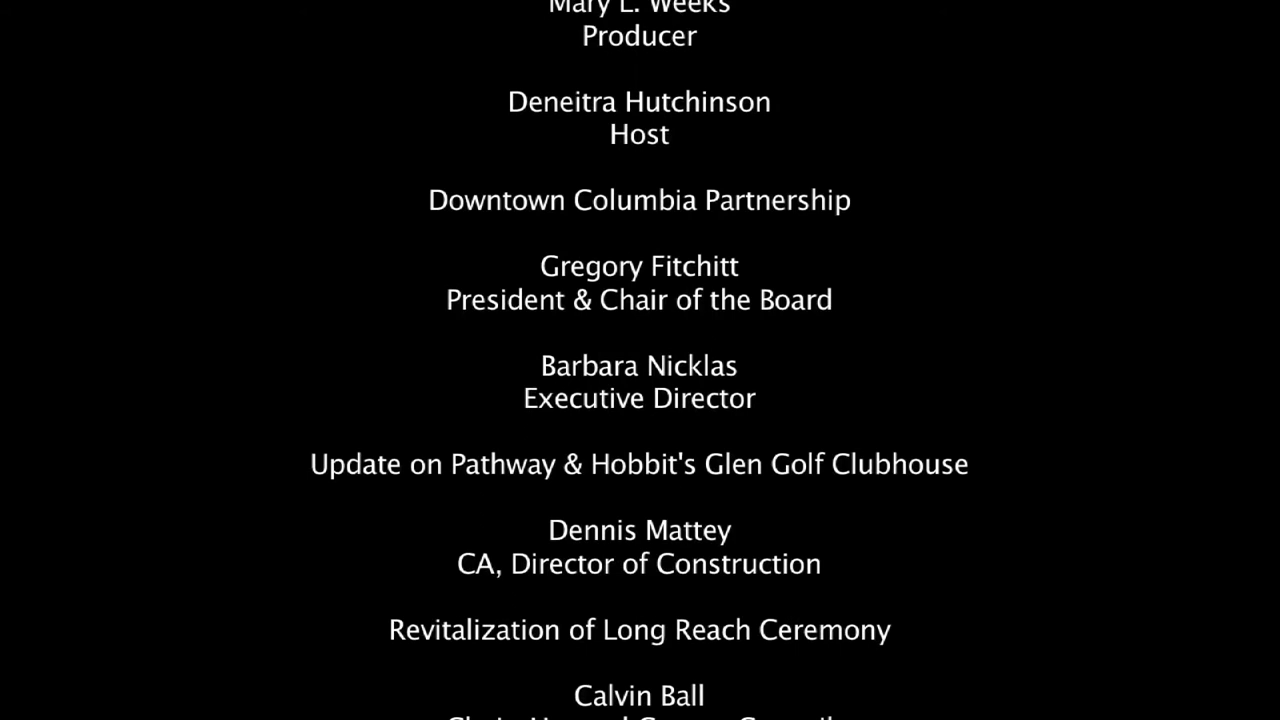 Mary L. Weeks
Producer
Deneitra Hutchinson
Host
Downtown Columbia Partnership
Gregory Fitchitt
President & Chair of the Board
Barbara Nicklas
Executive Director
Update on Pathway & Hobbit's Glen Golf Clubhouse
Dennis Mattey
CA, Director of Construction
Revitalization of Long Reach Ceremony
Calvin Ball